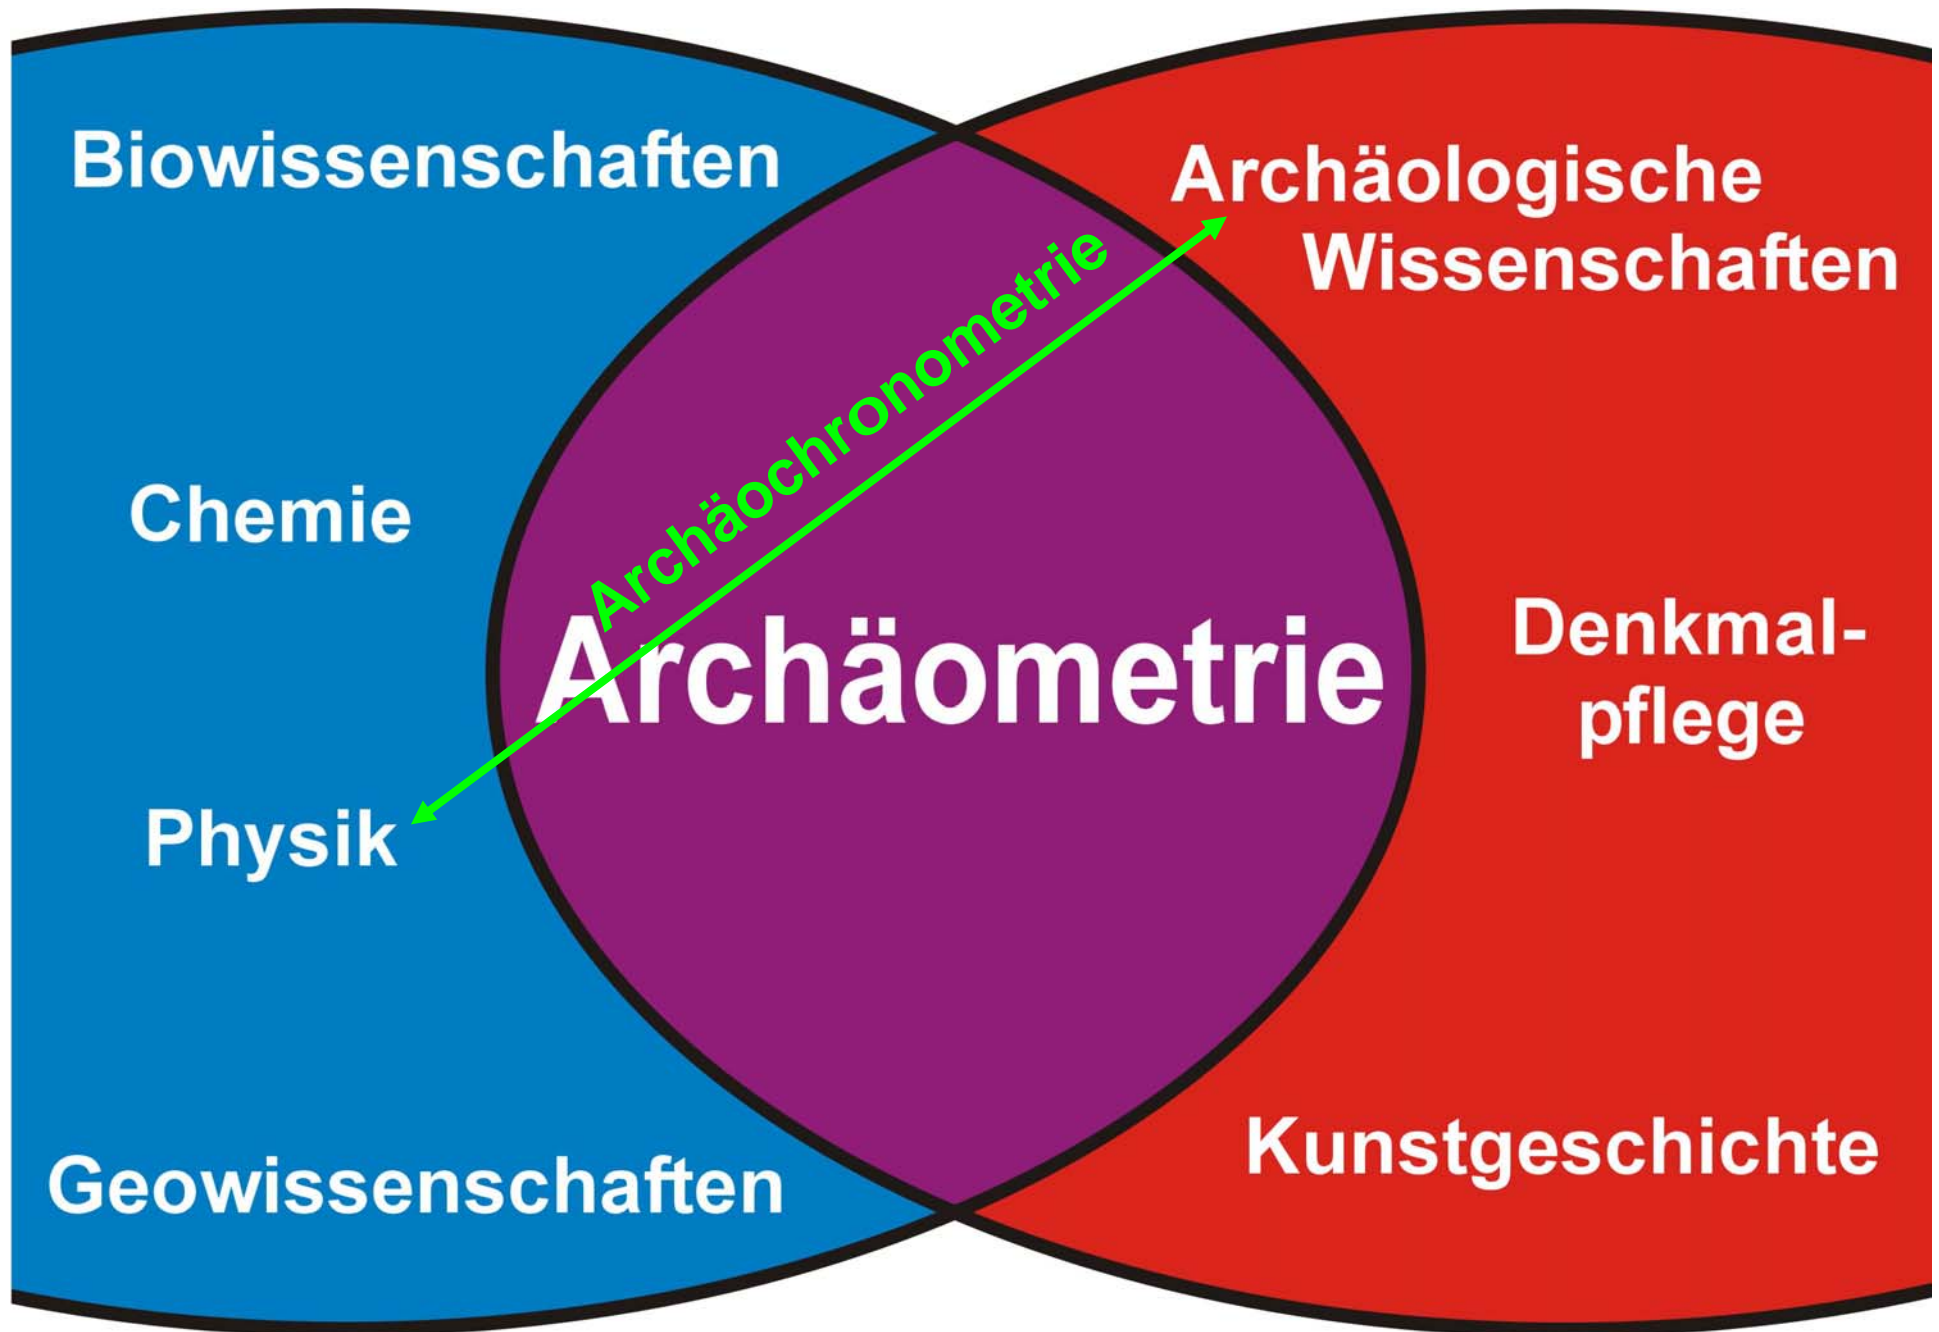 Biowissenschaften
Chemie
Physik
Geowissenschaften
Archäochronometrie
Archäometrie
Archäologische
Wissenschaften
Denkmal-
pflege
Kunstgeschichte